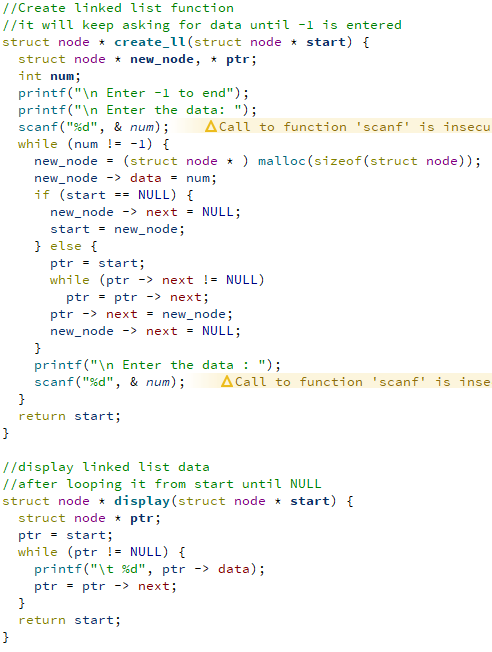 //Create linked list function
//it will keep asking for data until -1 is entered
struct node * create_ll(struct node * start) {
  struct node * new_node, * ptr;
  int num;
  printf("\n Enter -1 to end");
  printf("\n Enter the data: ");
  scanf("%d", & num);    Call to function 'scanf' is insecu
  while (num != -1) {
    new_node = (struct node * ) malloc(sizeof(struct node));
    new_node -> data = num;
    if (start == NULL) {
      new_node -> next = NULL;
      start = new_node;
    } else {
      ptr = start;
      while (ptr -> next != NULL)
        ptr = ptr -> next;
      ptr -> next = new_node;
      new_node -> next = NULL;
    }
    printf("\n Enter the data : ");
    scanf("%d", & num);    Call to function 'scanf' is inse
  }
  return start;
}

//display linked list data
//after looping it from start until NULL
struct node * display(struct node * start) {
  struct node * ptr;
  ptr = start;
  while (ptr != NULL) {
    printf("\t %d", ptr -> data);
    ptr = ptr -> next;
  }
  return start;
}